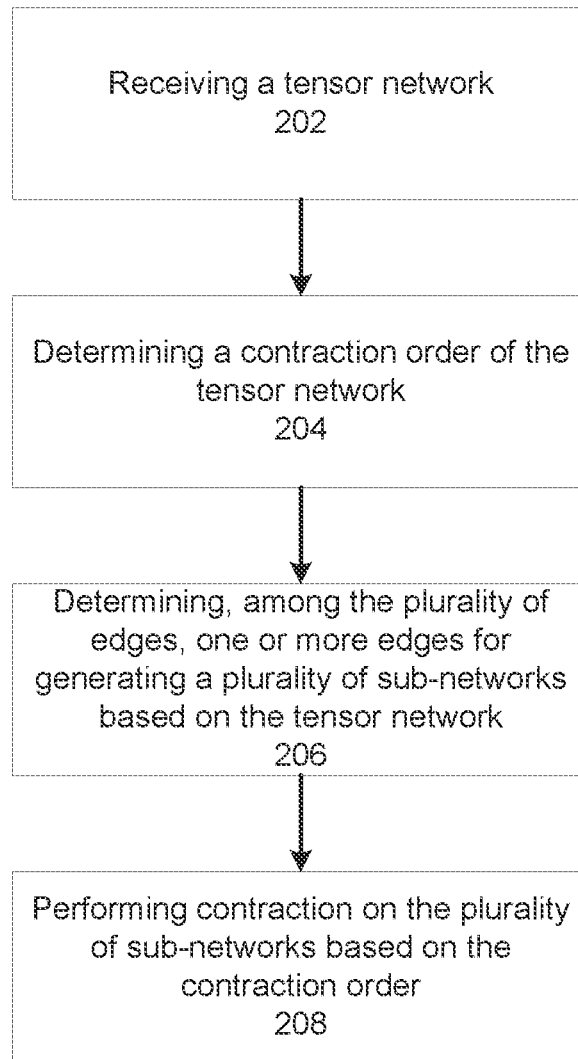 Receiving a tensor network
202
Determining a contraction order of the
tensor network
204
Determining, among the plurality of
edges, one or more edges for
generating a plurality of sub-networks
based on the tensor network
206
Performing contraction on the plurality
of sub-networks based on the
contraction order
208